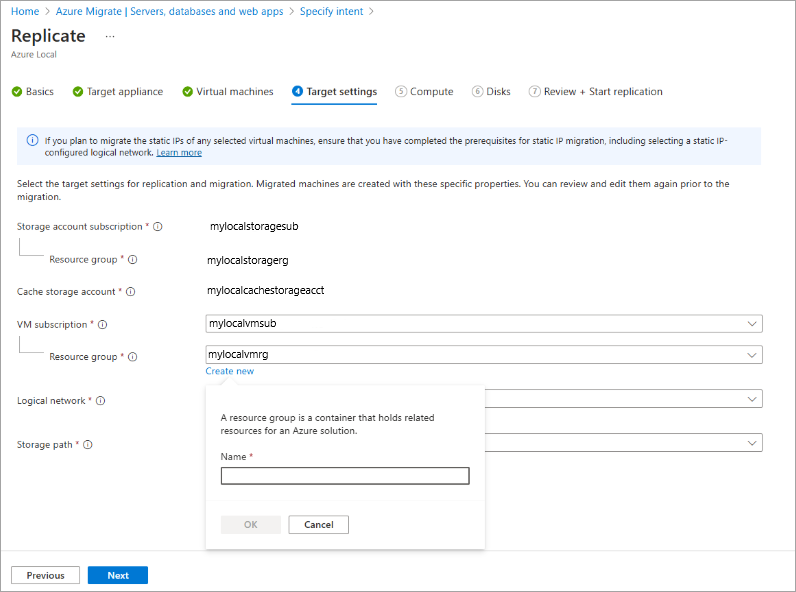 Home > Azure Migrate | Servers, databases and web apps > Specify intent >
Replicate ...
Azure Local
Basics Target appliance Virtual machines 4 Target settings 5 Compute 6 Disks 7 Review + Start replication
If you plan to migrate the static IPs of any selected virtual machines, ensure that you have completed the prerequisites for static IP migration, including selecting a static IP-
configured logical network. Learn more
Select the target settings for replication and migration. Migrated machines are created with these specific properties. You can review and edit them again prior to the
migration.
Storage account subscription * mylocalstoragesub
Resource group * mylocalstoragerg
Cache storage account * mylocalcachestorageacct
VM subscription * mylocalvmsub
Resource group * mylocalvmrg
Create new
Logical network *
A resource group is a container that holds related
resources for an Azure solution.
Storage path *
Name *
OK Cancel
Previous Next